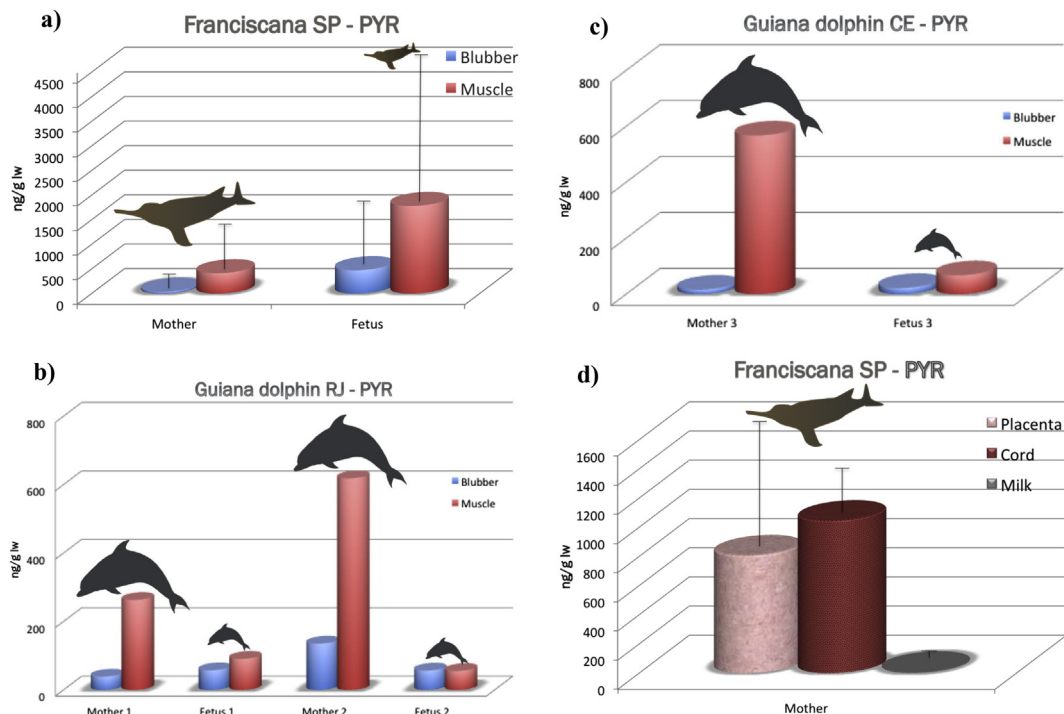 a)
Franciscana SP - PYR
Blubber
Muscle
4500
4000
3500
3000
2500
2000
1500
1000
500
0
ng/g lw
Mother Fetus
c)
Guiana dolphin CE - PYR
Blubber
Muscle
800
600
400
200
0
ng/g lw
Mother 3 Fetus 3
b)
Guiana dolphin RJ - PYR
Blubber
Muscle
800
600
400
200
0
ng/g lw
Mother 1 Fetus 1 Mother 2 Fetus 2
d)
Franciscana SP - PYR
Placenta
Cord
Milk
1600
1400
1200
1000
800
600
400
200
0
ng/g lw
Mother